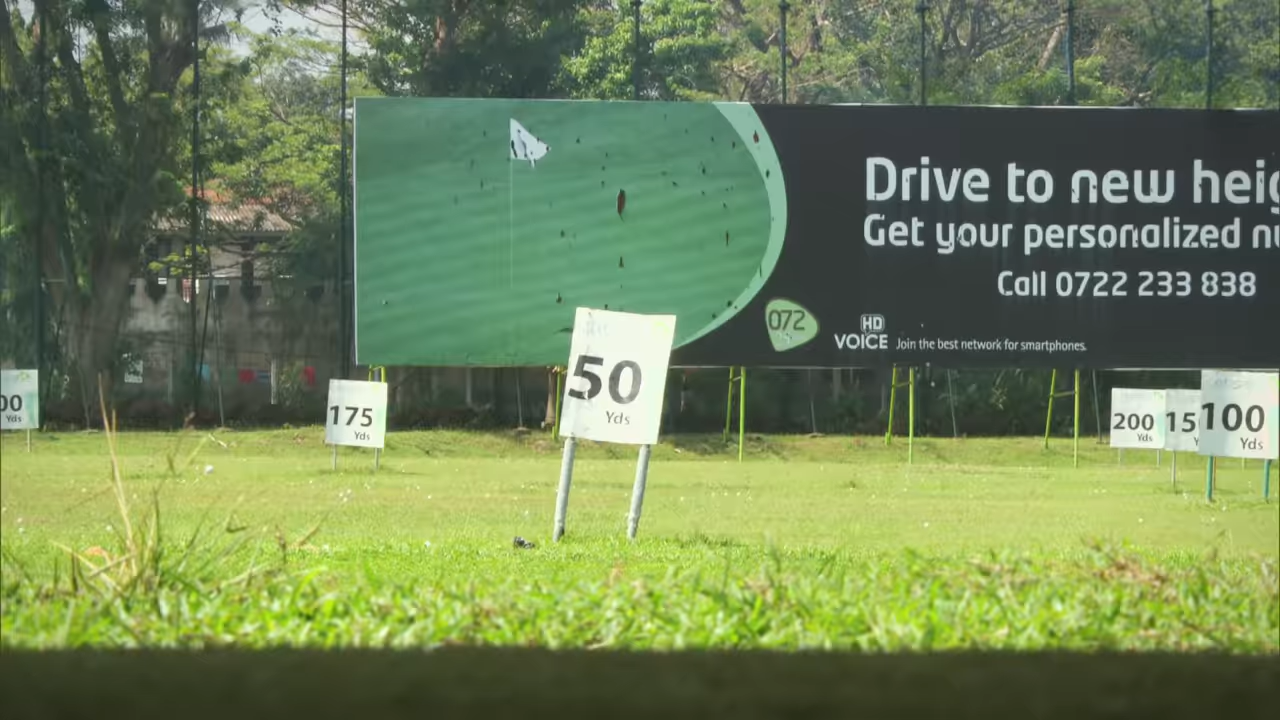 Drive to new heig
Get your personalized nu
Call 0722 233 838
072
HD
VOICE
Join the best network for smartphones.
00
Yds
175
Yds
50
Yds
200
Yds
15
100
Yds